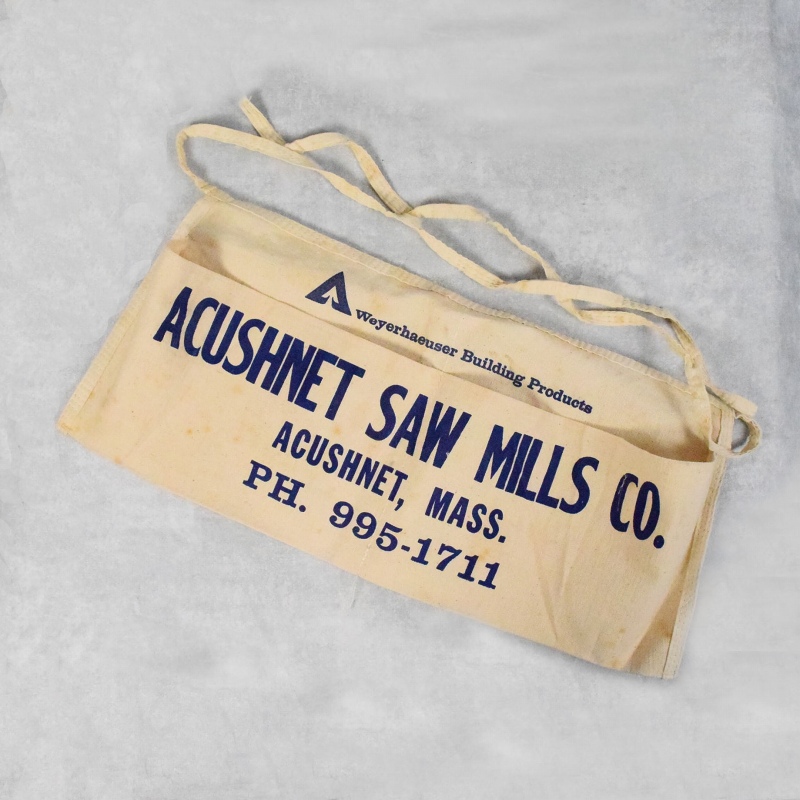 Weyerhaeuser Building Products
ACUSHNET SAW MILLS CO.
ACUSHNET, MASS.
PH. 995-1711